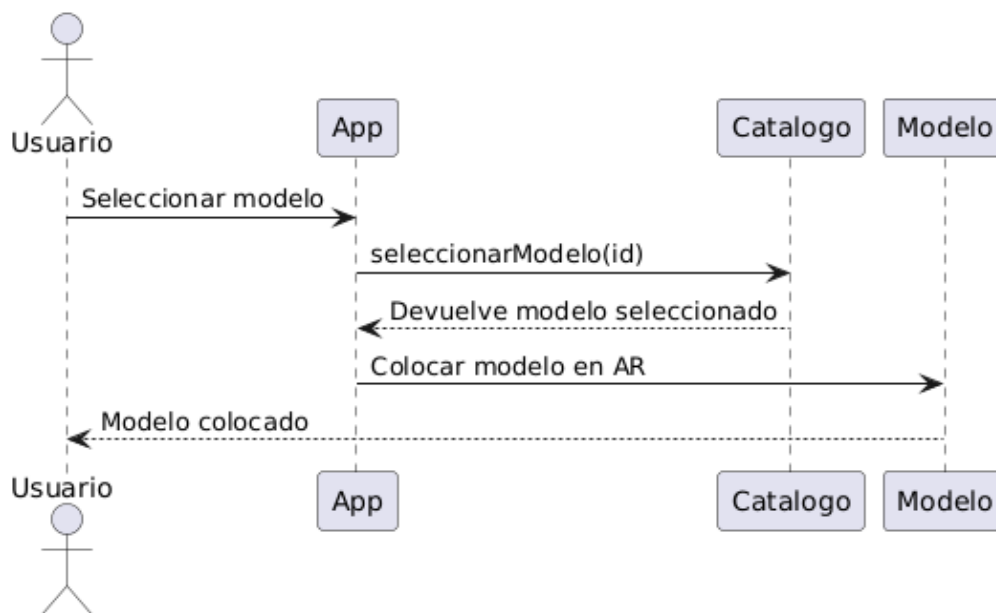 Usuario
App
Catalogo
Modelo
Seleccionar modelo
seleccionarModelo(id)
Devuelve modelo seleccionado
Colocar modelo en AR
Modelo colocado
Usuario
App
Catalogo
Modelo